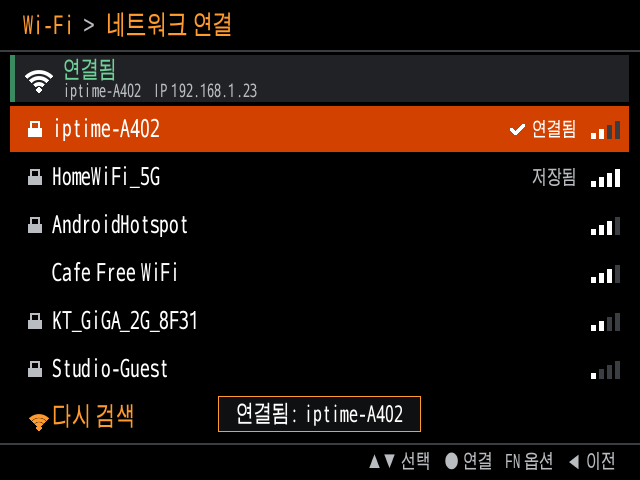 Wi-Fi > 네트워크 연결
연결됨
iptime-A402 IP 192.168.1.23
iptime-A402 연결됨
HomeWiFi_5G 저장됨
AndroidHotspot
Cafe Free WiFi
KT_GiGA_2G_8F31
Studio-Guest
다시 검색
연결됨: iptime-A402
▲▼ 선택 ● 연결 FN 옵션 ◀ 이전